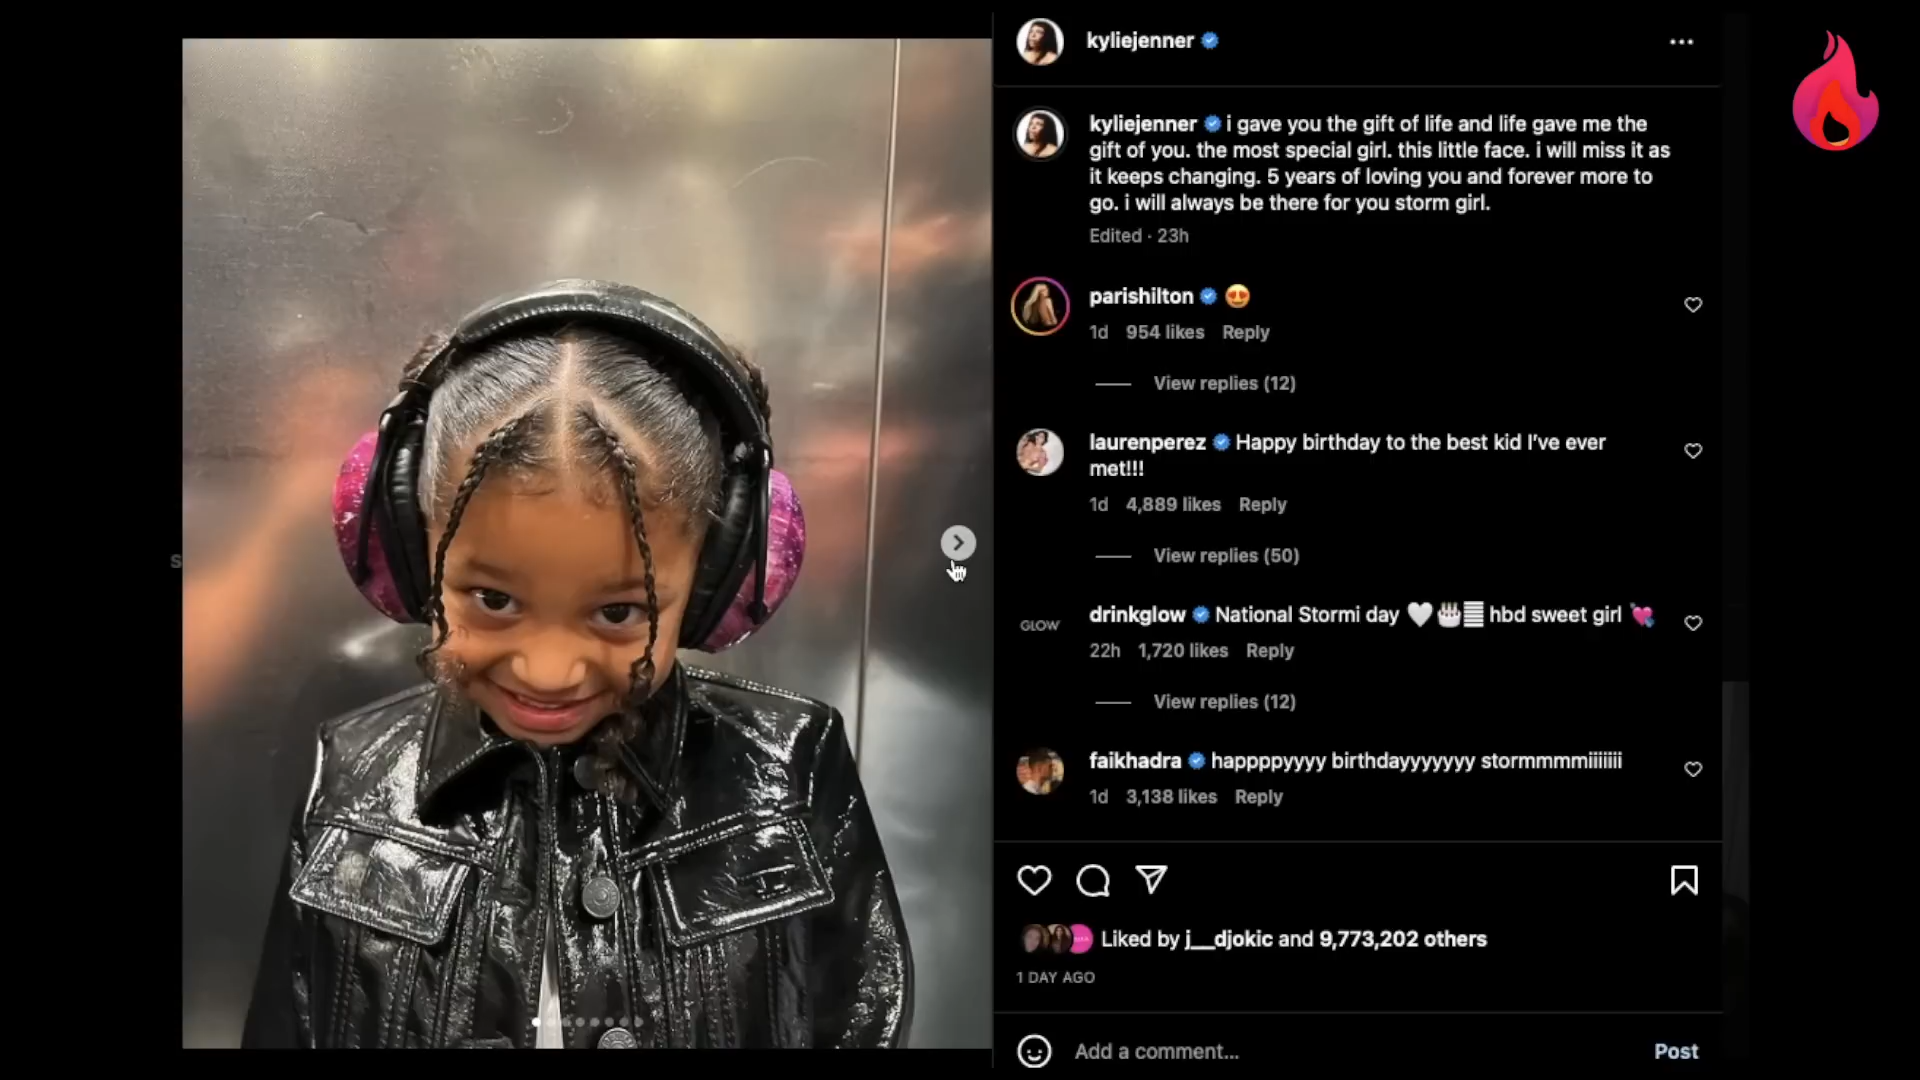 kyliejenner
kyliejenner i gave you the gift of life and life gave me the
gift of you. the most special girl. this little face. i will miss it as
it keeps changing. 5 years of loving you and forever more to
go. i will always be there for you storm girl.
Edited · 23h
parishilton 😍
1d 954 likes Reply
View replies (12)
laurenperez Happy birthday to the best kid I've ever
met!!!
1d 4,889 likes Reply
View replies (50)
GLOW
drinkglow National Stormi day 🤍🎂 hbd sweet girl 💘
22h 1,720 likes Reply
View replies (12)
faikhadra happppyyyy birthdayyyyyyy stormmmmiiiiiii
1d 3,138 likes Reply
Liked by j__djokic and 9,773,202 others
1 DAY AGO
Add a comment...
Post